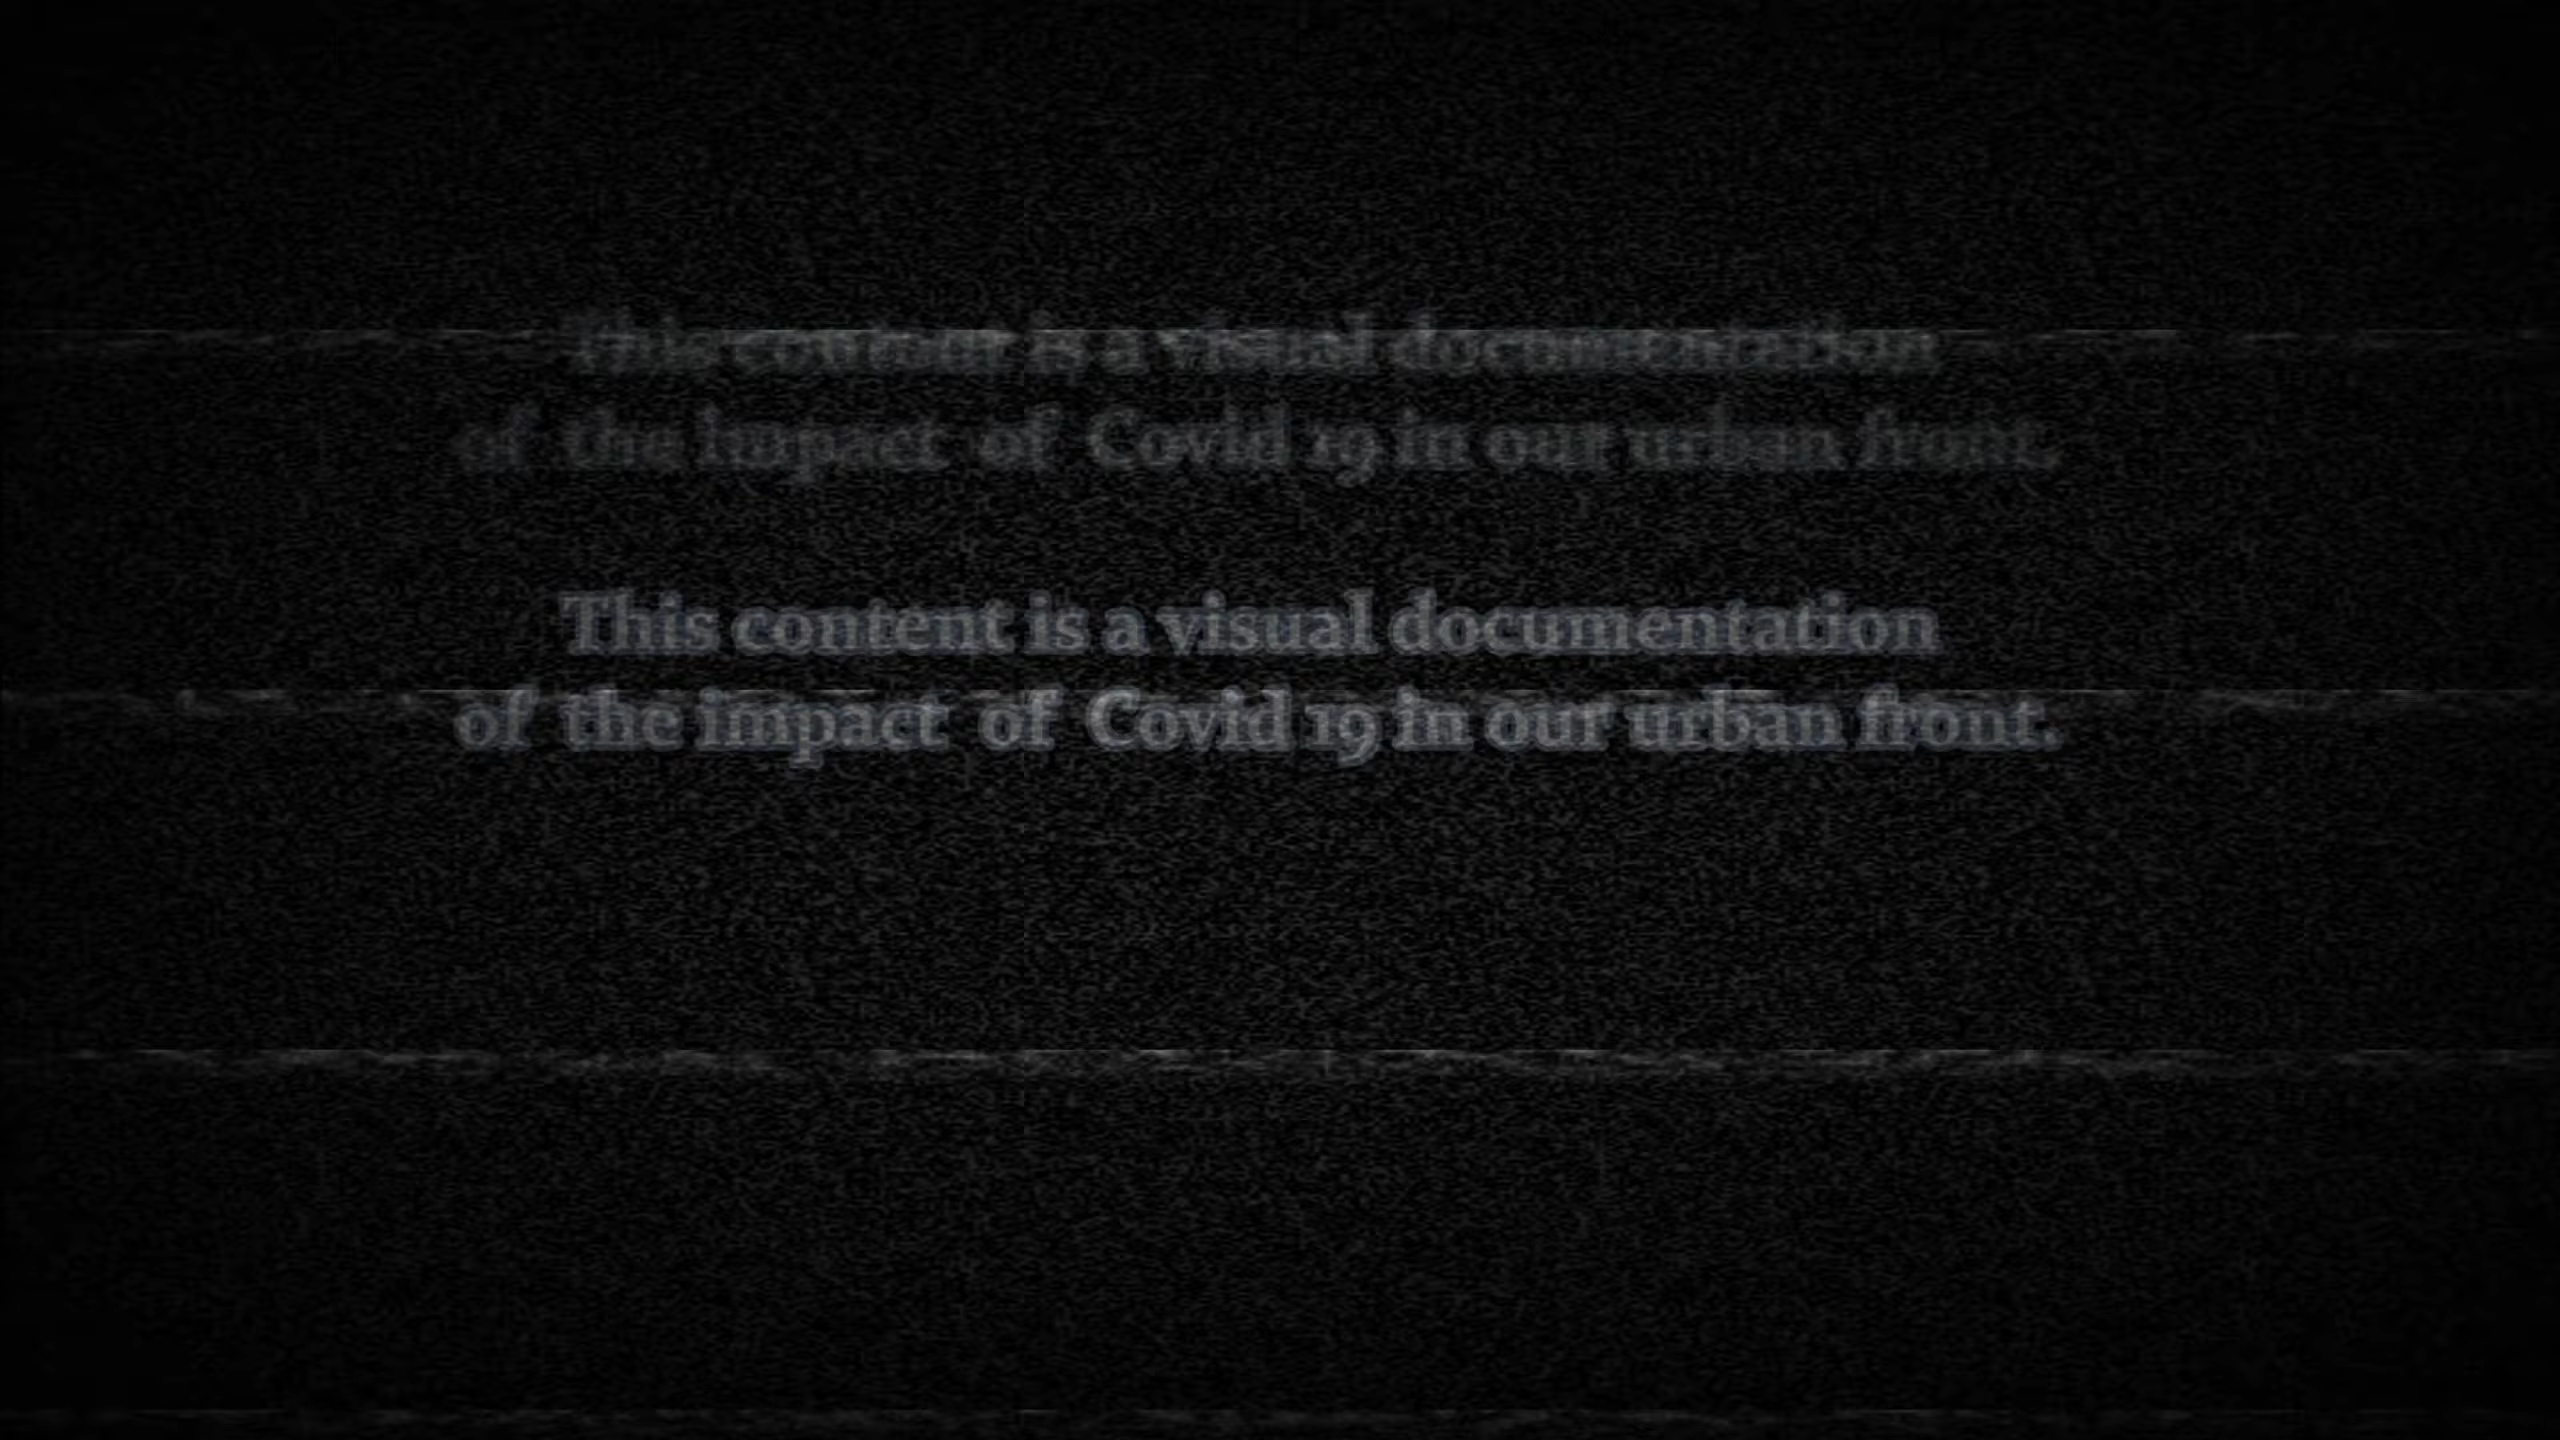 This content is a visual documentation
of the impact of Covid 19 in our urban front.
This content is a visual documentation
of the impact of Covid 19 in our urban front.